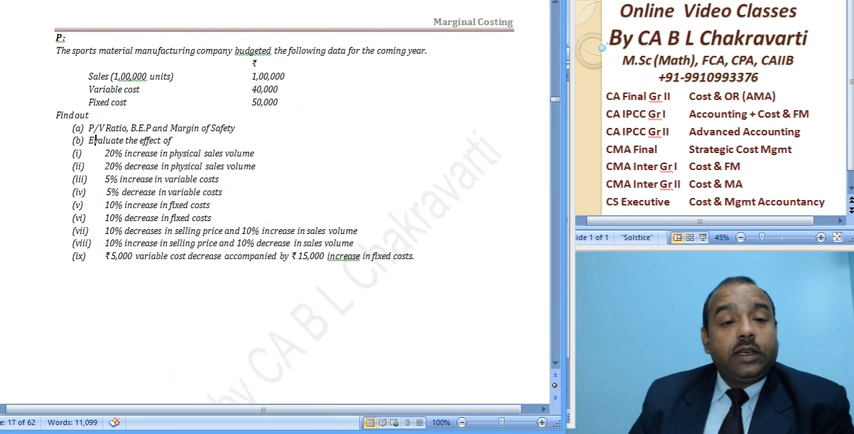 Marginal Costing
P:
The sports material manufacturing company budgeted the following data for the coming year.
₹
Sales (1,00,000 units) 1,00,000
Variable cost 40,000
Fixed cost 50,000
Find out
(a) P/V Ratio, B.E.P and Margin of Safety
(b) Evaluate the effect of
(i) 20% increase in physical sales volume
(ii) 20% decrease in physical sales volume
(iii) 5% increase in variable costs
(iv) 5% decrease in variable costs
(v) 10% increase in fixed costs
(vi) 10% decrease in fixed costs
(vii) 10% decreases in selling price and 10% increase in sales volume
(viii) 10% increase in selling price and 10% decrease in sales volume
(ix) ₹ 5,000 variable cost decrease accompanied by ₹ 15,000 increase in fixed costs.
by CA B L Chakravarti
e: 17 of 62 Words: 11,099 100%
Online Video Classes
By CA B L Chakravarti
M.Sc (Math), FCA, CPA, CAIIB
+91-9910993376
CA Final Gr II Cost & OR (AMA)
CA IPCC Gr I Accounting + Cost & FM
CA IPCC Gr II Advanced Accounting
CMA Final Strategic Cost Mgmt
CMA Inter Gr I Cost & FM
CMA Inter Gr II Cost & MA
CS Executive Cost & Mgmt Accountancy
ide 1 of 1 "Solstice" 45%